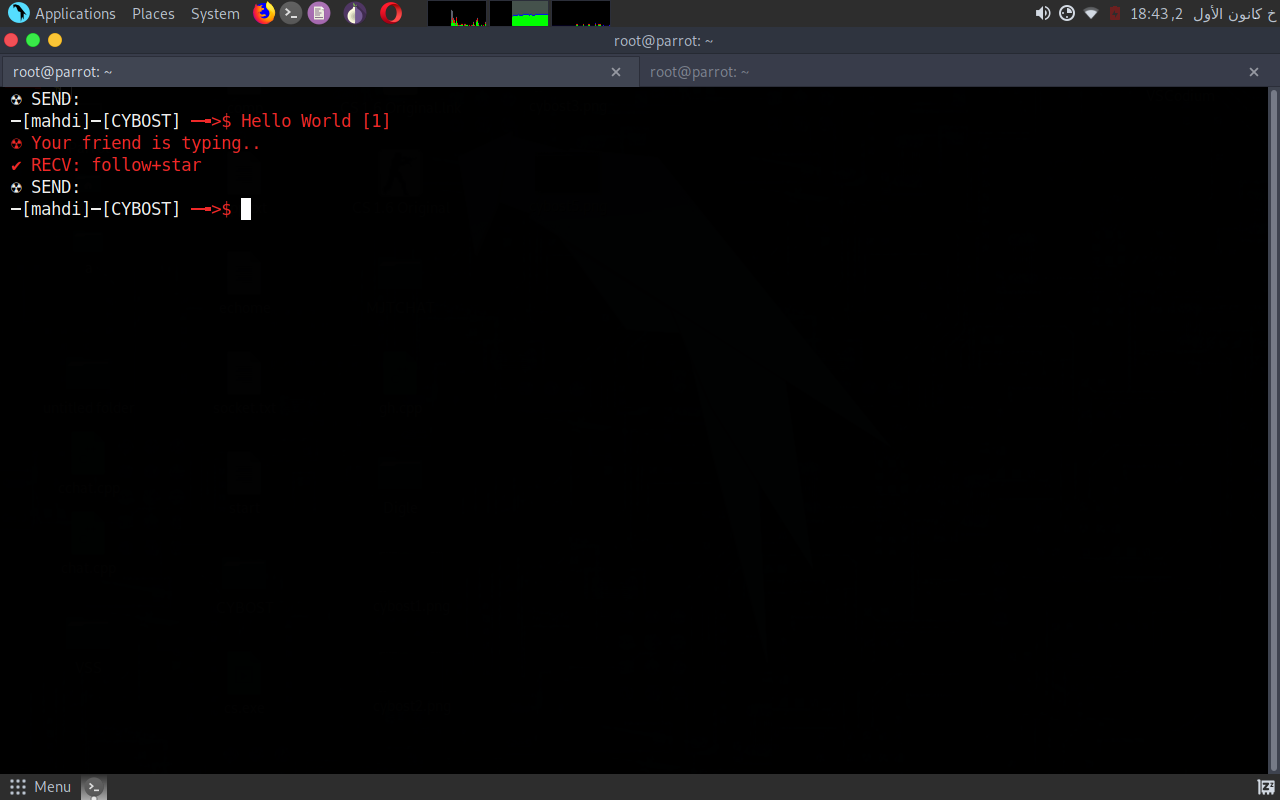 Applications Places System 18:43 ,2 خ كانون الأول
root@parrot: ~
root@parrot: ~ root@parrot: ~
☢ SEND:
─[mahdi]─[CYBOST] ──╼>$ Hello World [1]
☢ Your friend is typing..
✔ RECV: follow+star
☢ SEND:
─[mahdi]─[CYBOST] ──╼>$
Menu